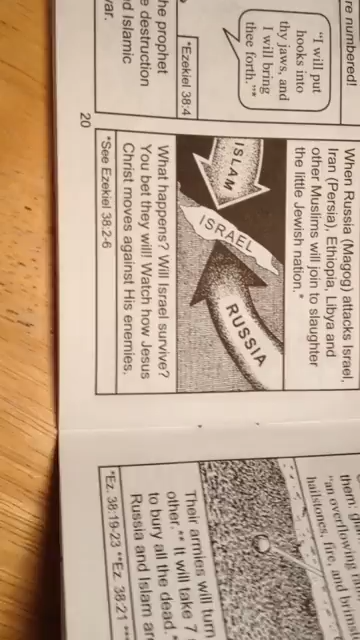 re numbered!
"I will put
hooks into
thy jaws, and
I will bring
thee forth."*
*Ezekiel 38:4
he prophet
e destruction
d Islamic
var.
When Russia (Magog) attacks Israel,
Iran (Persia), Ethiopia, Libya and
other Muslims will join to slaughter
the little Jewish nation.*
ISLAM
ISRAEL
RUSSIA
What happens? Will Israel survive?
You bet they will! Watch how Jesus
Christ moves against His enemies.
*See Ezekiel 38:2-6
20
"an overflowing
hailstones, fire, and brims
Their armies will turn
other.** It will take 7
to bury all the dead.
Russia and Islam ar
*Ez. 38:19-23 **Ez. 38:21 **